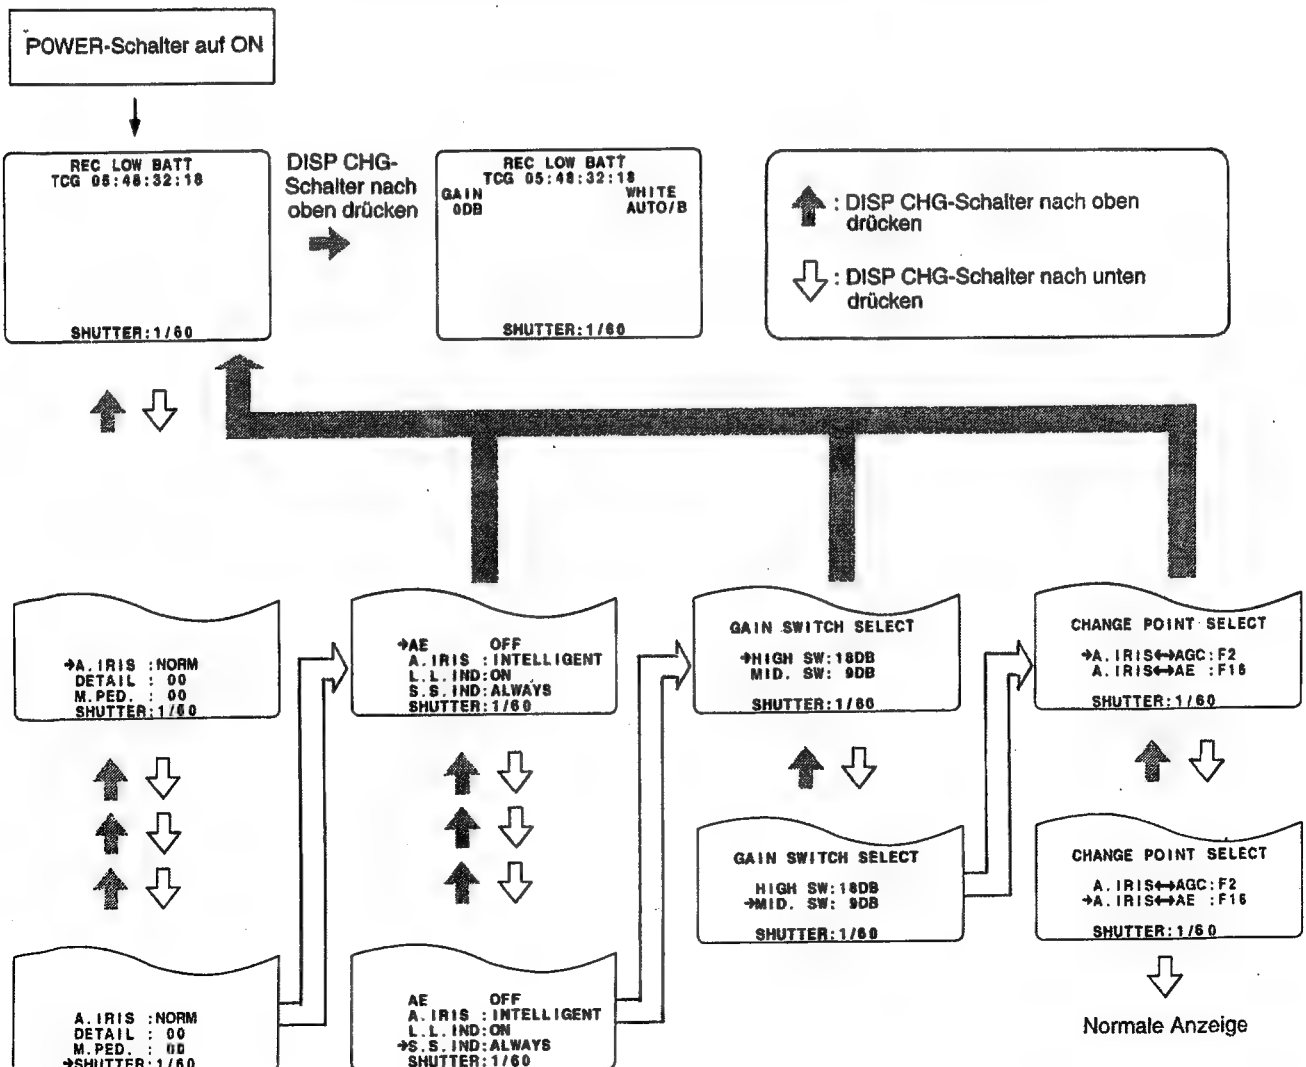 POWER-Schalter auf ON
REC LOW BATT
TCG 05:48:32:18
SHUTTER:1/60
DISP CHG-
Schalter nach
oben drücken
REC LOW BATT
TCG 05:48:32:18
GAIN WHITE
0DB AUTO/B
SHUTTER:1/60
: DISP CHG-Schalter nach oben
drücken
: DISP CHG-Schalter nach unten
drücken
→A.IRIS :NORM
DETAIL : 00
M.PED. : 00
SHUTTER:1/60
→AE OFF
A.IRIS :INTELLIGENT
L.L.IND:ON
S.S.IND:ALWAYS
SHUTTER:1/60
GAIN SWITCH SELECT
→HIGH SW:18DB
MID. SW: 9DB
SHUTTER:1/60
CHANGE POINT SELECT
→A.IRIS↔AGC:F2
A.IRIS↔AE :F16
SHUTTER:1/60
GAIN SWITCH SELECT
HIGH SW:18DB
→MID. SW: 9DB
SHUTTER:1/60
CHANGE POINT SELECT
A.IRIS↔AGC:F2
→A.IRIS↔AE :F16
SHUTTER:1/60
A.IRIS :NORM
DETAIL : 00
M.PED. : 00
→SHUTTER:1/60
AE OFF
A.IRIS :INTELLIGENT
L.L.IND:ON
→S.S.IND:ALWAYS
SHUTTER:1/60
Normale Anzeige